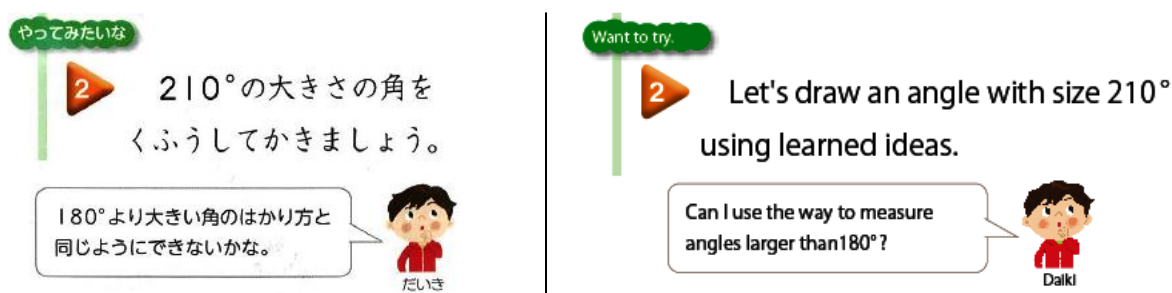 やってみたいな
2 210°の大きさの角を
くふうしてかきましょう。
180°より大きい角のはかり方と
同じようにできないかな。
だいき
Want to try.
2 Let's draw an angle with size 210°
using learned ideas.
Can I use the way to measure
angles larger than180°?
Daiki